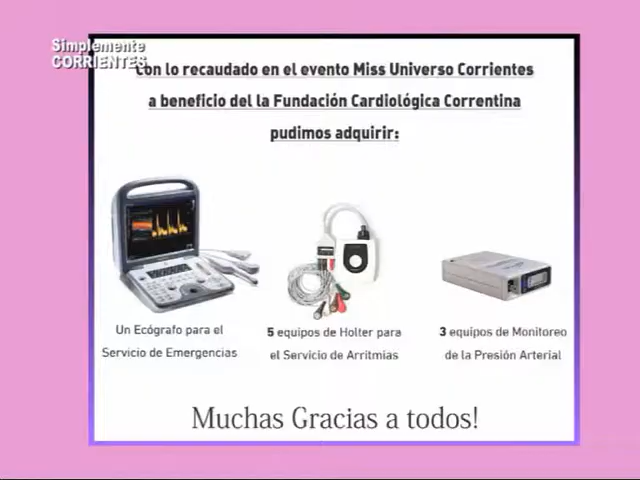 Simplemente
CORRIENTES
Con lo recaudado en el evento Miss Universo Corrientes
a beneficio del la Fundación Cardiológica Correntina
pudimos adquirir:
Un Ecógrafo para el
Servicio de Emergencias
5 equipos de Holter para
el Servicio de Arritmias
3 equipos de Monitoreo
de la Presión Arterial
Muchas Gracias a todos!